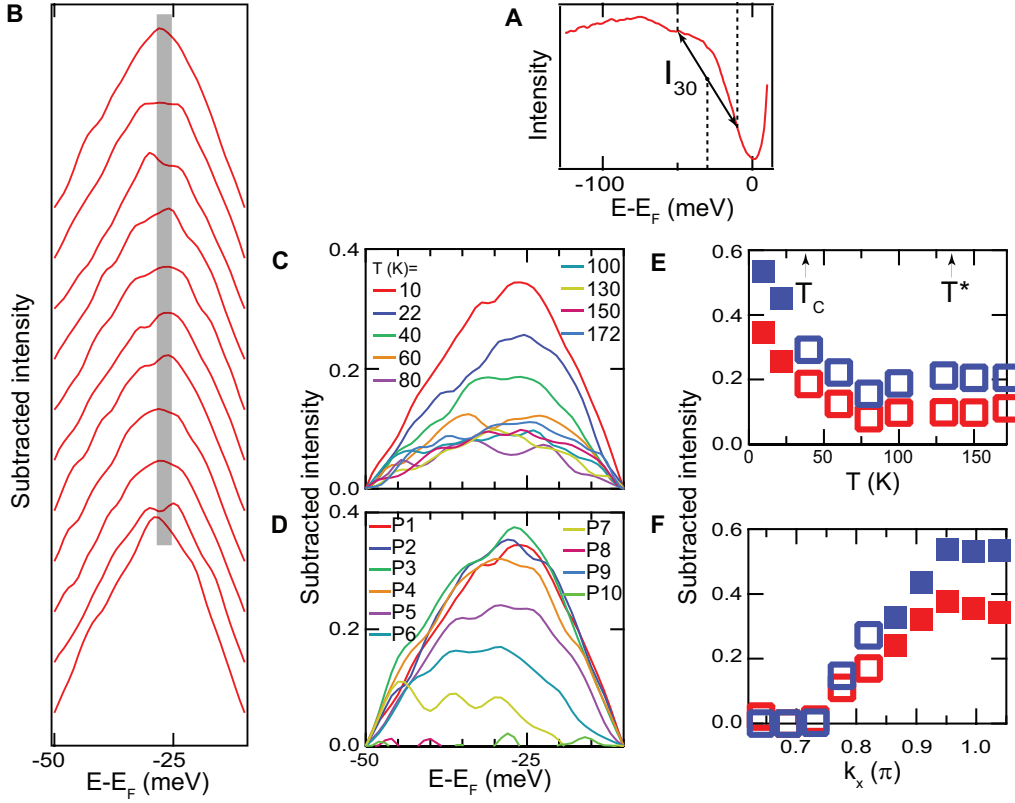 B
Subtracted intensity
-50
-25
E-EF (meV)
A
Intensity
I30
-100
0
E-EF (meV)
C
0.4
0.2
0.0
T (K)=
10
22
40
60
80
100
130
150
172
Subtracted intensity
D
0.4
0.2
0.0
P1
P2
P3
P4
P5
P6
P7
P8
P9
P10
-50
-25
E-EF (meV)
E
0.6
0.4
0.2
0.0
TC
T*
0
50
100
150
T (K)
Subtracted intensity
F
0.6
0.4
0.2
0.0
0.7
0.8
0.9
1.0
kx (π)